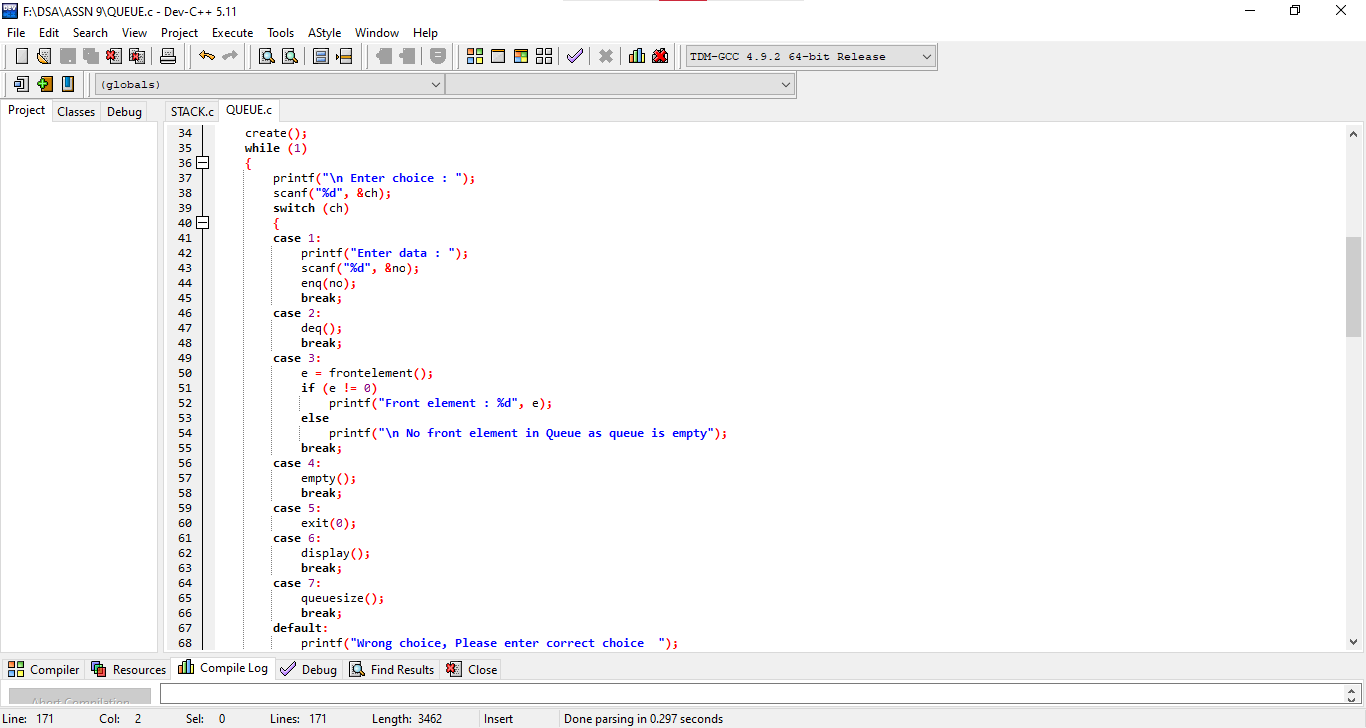 F:\DSA\ASSN 9\QUEUE.c - Dev-C++ 5.11
File Edit Search View Project Execute Tools AStyle Window Help
TDM-GCC 4.9.2 64-bit Release
(globals)
Project Classes Debug STACK.c QUEUE.c
34 create();
35 while (1)
36 {
37 printf("\n Enter choice : ");
38 scanf("%d", &ch);
39 switch (ch)
40 {
41 case 1:
42 printf("Enter data : ");
43 scanf("%d", &no);
44 enq(no);
45 break;
46 case 2:
47 deq();
48 break;
49 case 3:
50 e = frontelement();
51 if (e != 0)
52 printf("Front element : %d", e);
53 else
54 printf("\n No front element in Queue as queue is empty");
55 break;
56 case 4:
57 empty();
58 break;
59 case 5:
60 exit(0);
61 case 6:
62 display();
63 break;
64 case 7:
65 queuesize();
66 break;
67 default:
68 printf("Wrong choice, Please enter correct choice  ");
Compiler Resources Compile Log Debug Find Results Close
Abort Compilation
Line: 171 Col: 2 Sel: 0 Lines: 171 Length: 3462 Insert Done parsing in 0.297 seconds